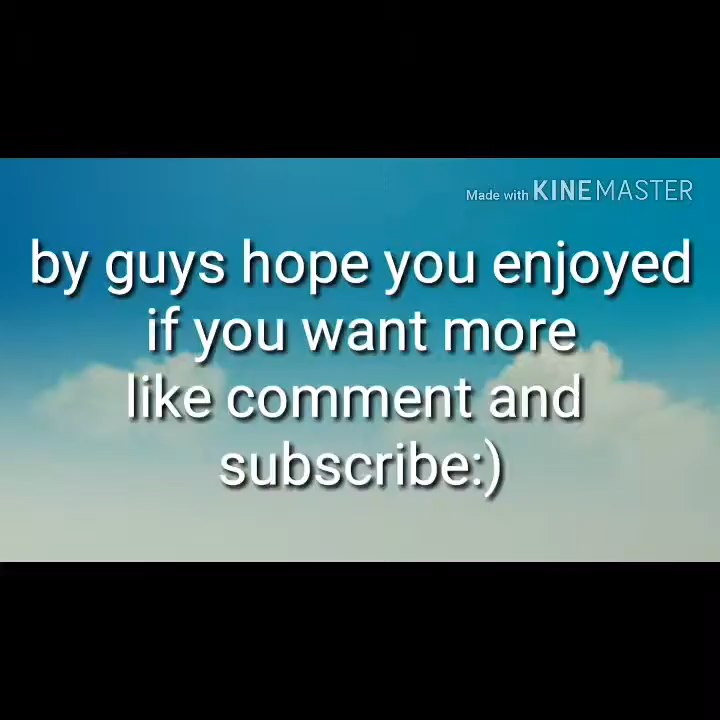 Made with KINEMASTER
by guys hope you enjoyed
if you want more
like comment and
subscribe:)